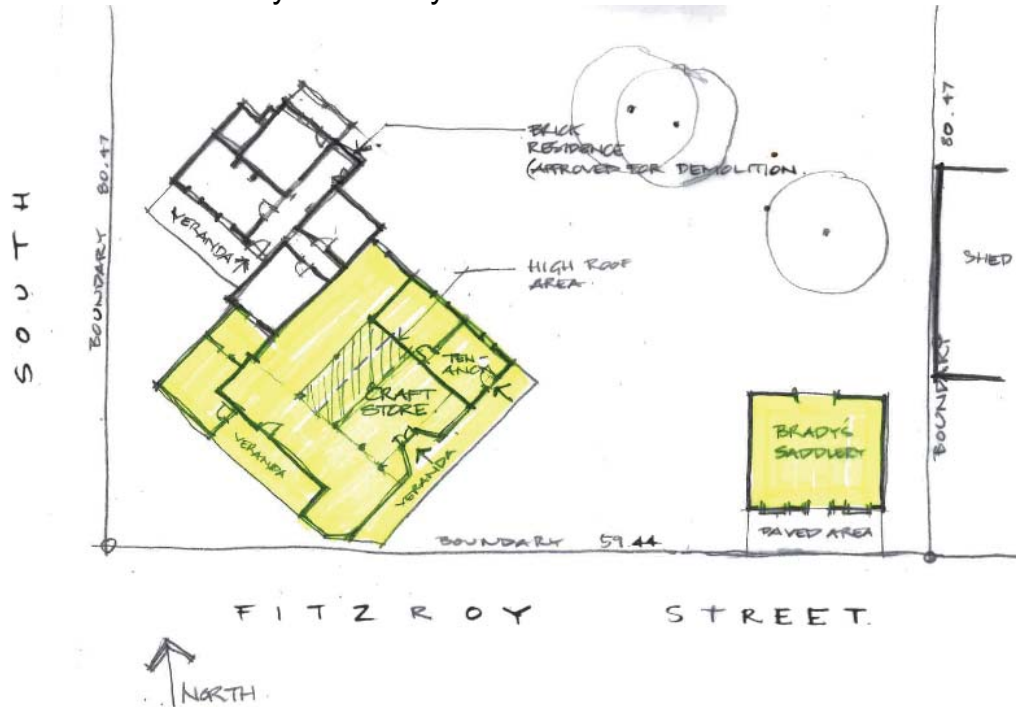 BRICK
RESIDENCE
(APPROVED FOR DEMOLITION.
80.47
BOUNDARY
SOUTH
VERANDA
HIGH ROOF
AREA.
80.47
BOUNDARY
SHED
TEN-
ANCY
CRAFT
STORE.
VERANDA
VERANDA
BRADYS
SADDLERY
PAVED AREA
BOUNDARY 59.44
FITZROY STREET.
NORTH